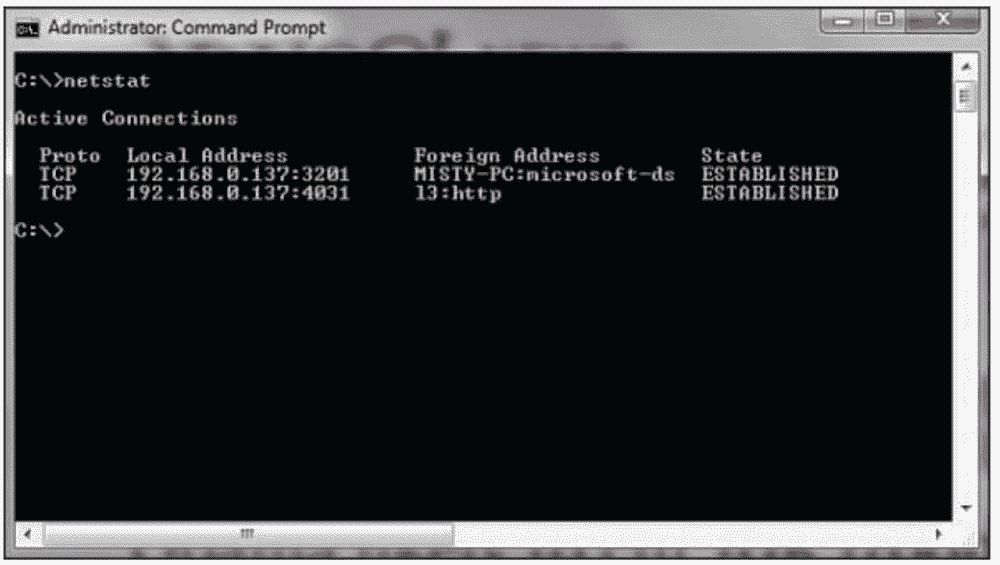 Administrator: Command Prompt
C:\>netstat
Active Connections
Proto Local Address Foreign Address State
TCP 192.168.0.137:3201 MISTY-PC:microsoft-ds ESTABLISHED
TCP 192.168.0.137:4031 l3:http ESTABLISHED
C:\>